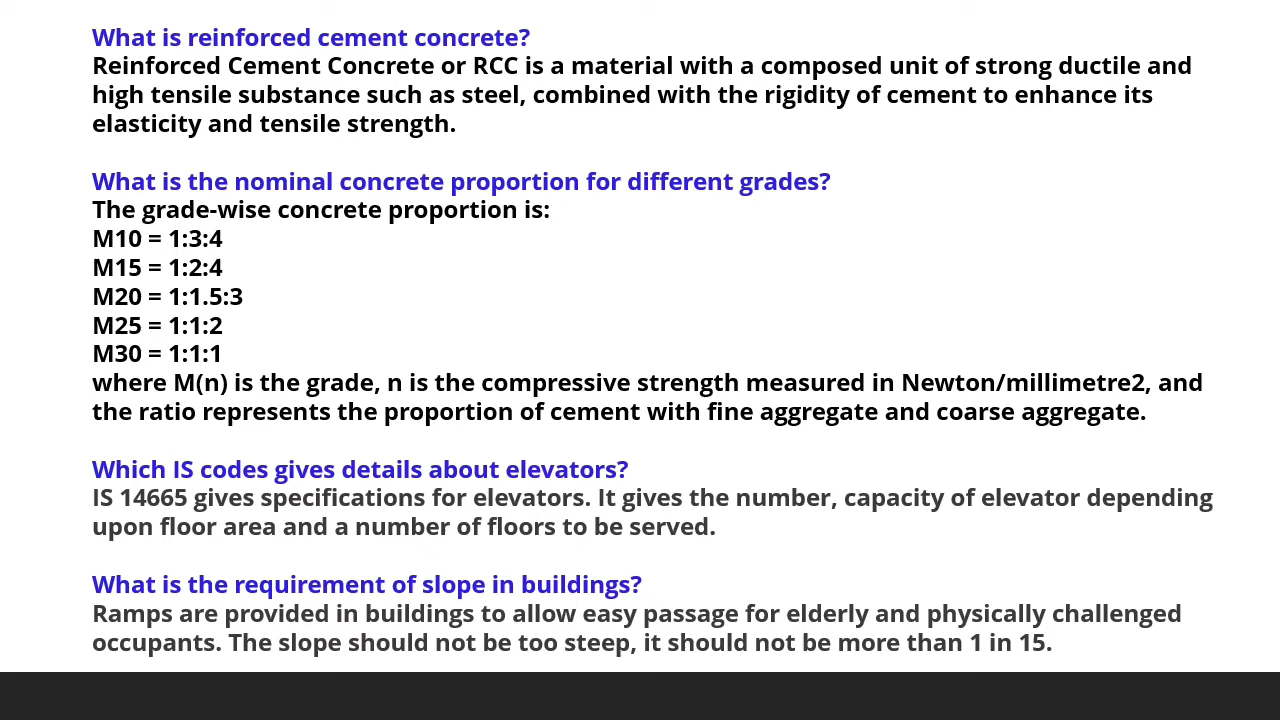 What is reinforced cement concrete?
Reinforced Cement Concrete or RCC is a material with a composed unit of strong ductile and
high tensile substance such as steel, combined with the rigidity of cement to enhance its
elasticity and tensile strength.
What is the nominal concrete proportion for different grades?
The grade-wise concrete proportion is:
M10 = 1:3:4
M15 = 1:2:4
M20 = 1:1.5:3
M25 = 1:1:2
M30 = 1:1:1
where M(n) is the grade, n is the compressive strength measured in Newton/millimetre2, and
the ratio represents the proportion of cement with fine aggregate and coarse aggregate.
Which IS codes gives details about elevators?
IS 14665 gives specifications for elevators. It gives the number, capacity of elevator depending
upon floor area and a number of floors to be served.
What is the requirement of slope in buildings?
Ramps are provided in buildings to allow easy passage for elderly and physically challenged
occupants. The slope should not be too steep, it should not be more than 1 in 15.